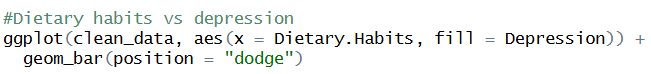 #Dietary habits vs depression
ggplot(clean_data, aes(x = Dietary.Habits, fill = Depression)) +
  geom_bar(position = "dodge")